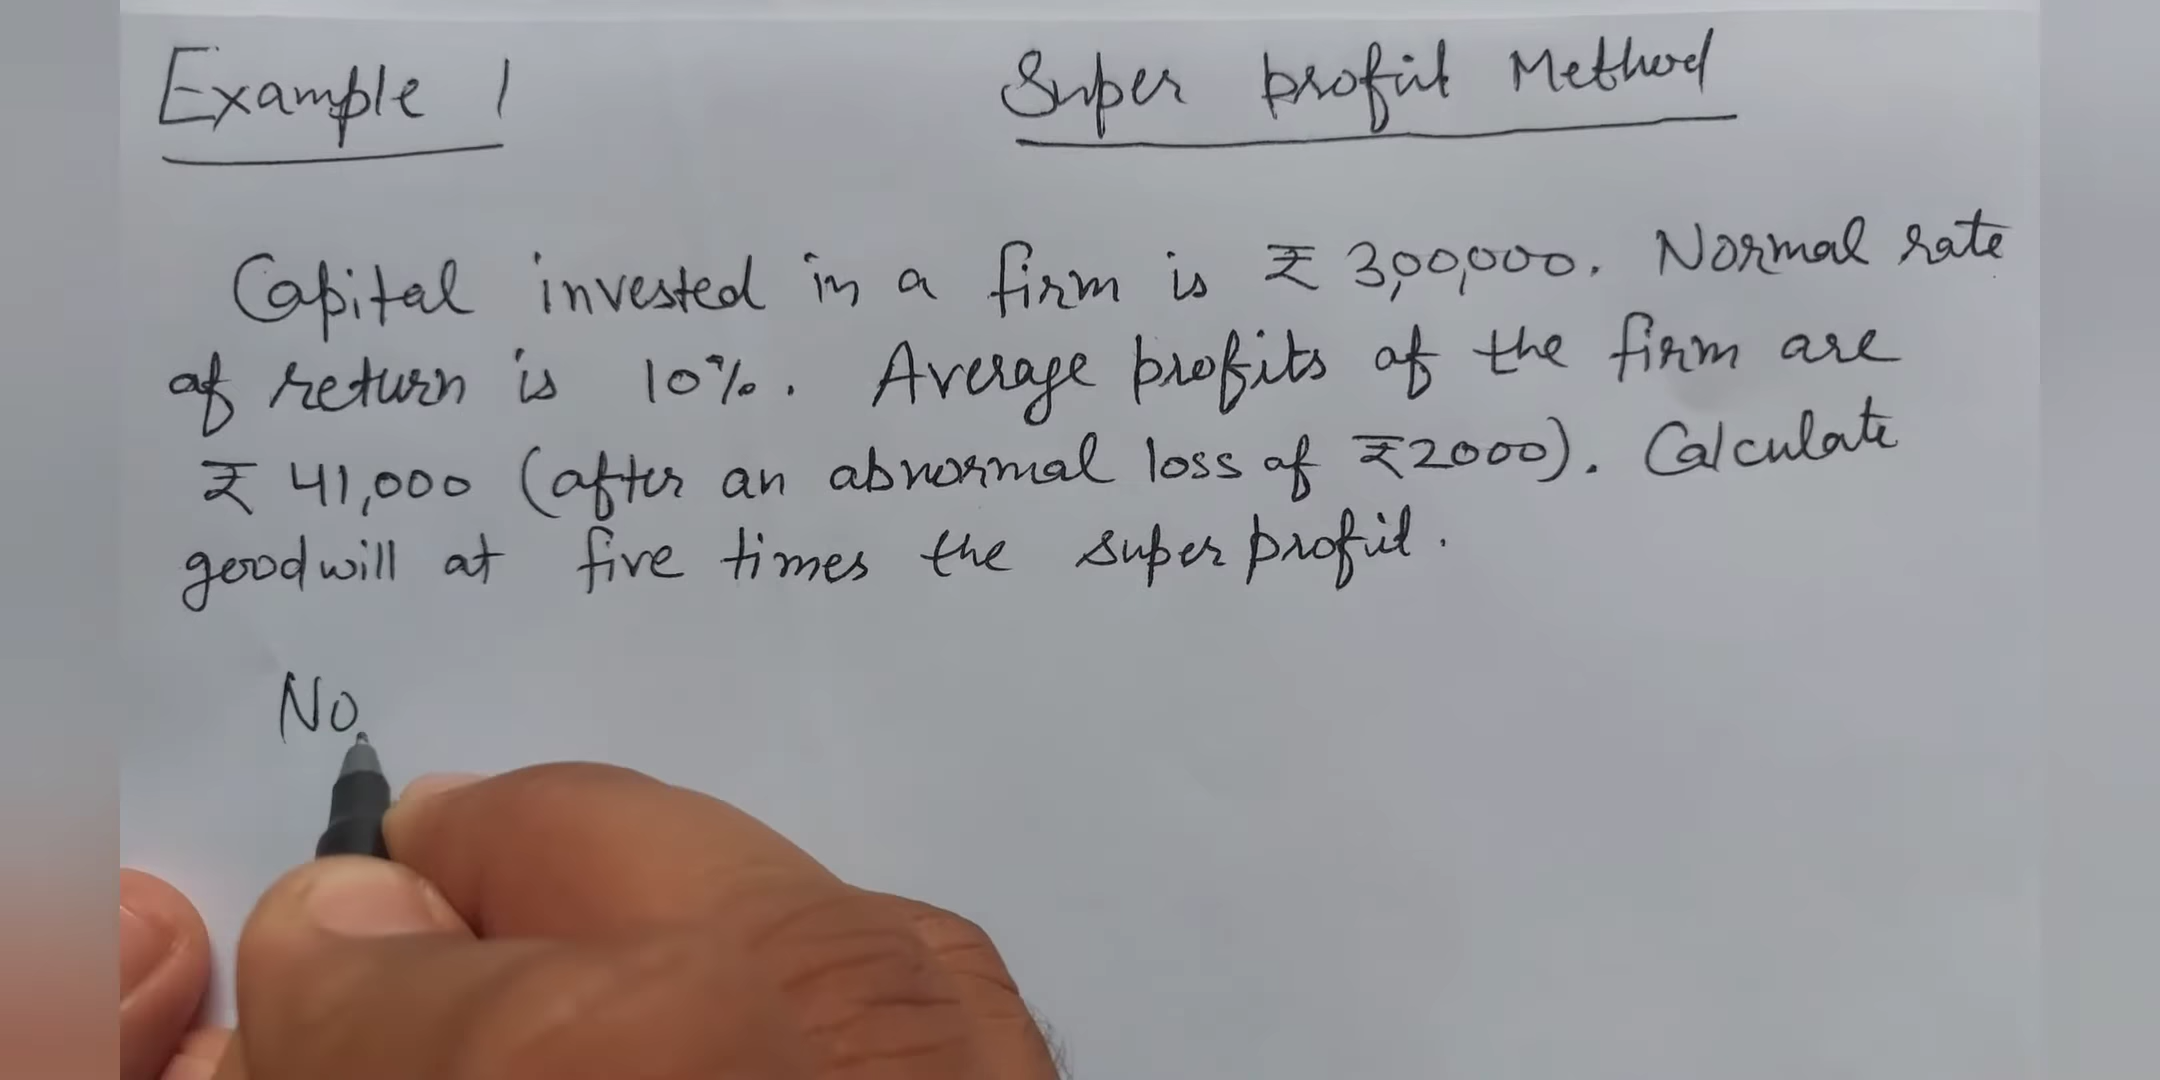 Example 1
Super profit Method
Capital invested in a firm is ₹ 3,00,000. Normal rate
of return is 10%. Average profits of the firm are
₹ 41,000 (after an abnormal loss of ₹2000). Calculate
goodwill at five times the super profit.
No